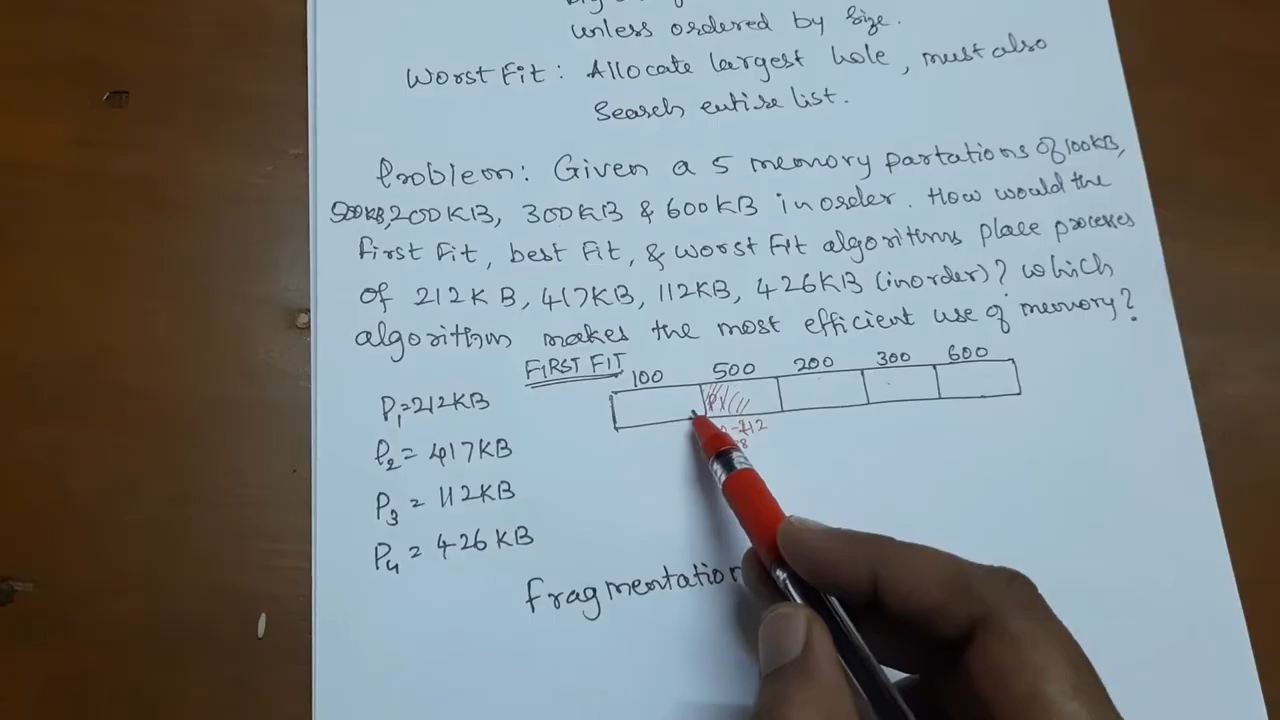 unless ordered by size.
Worst Fit : Allocate largest hole, must also
Search entire list.
Problem: Given a 5 memory partations of 100KB,
500KB, 200KB, 300KB & 600KB in order. How would the
First Fit, best Fit, & worst Fit algorithms place processes
of 212KB, 417KB, 112KB, 426KB (inorder)? which
algorithm makes the most efficient use of memory?
FIRST FIT
100 500 200 300 600
P1=212KB
P1
P2= 417KB
-212
P3 = 112KB
P4= 426KB
fragmentation